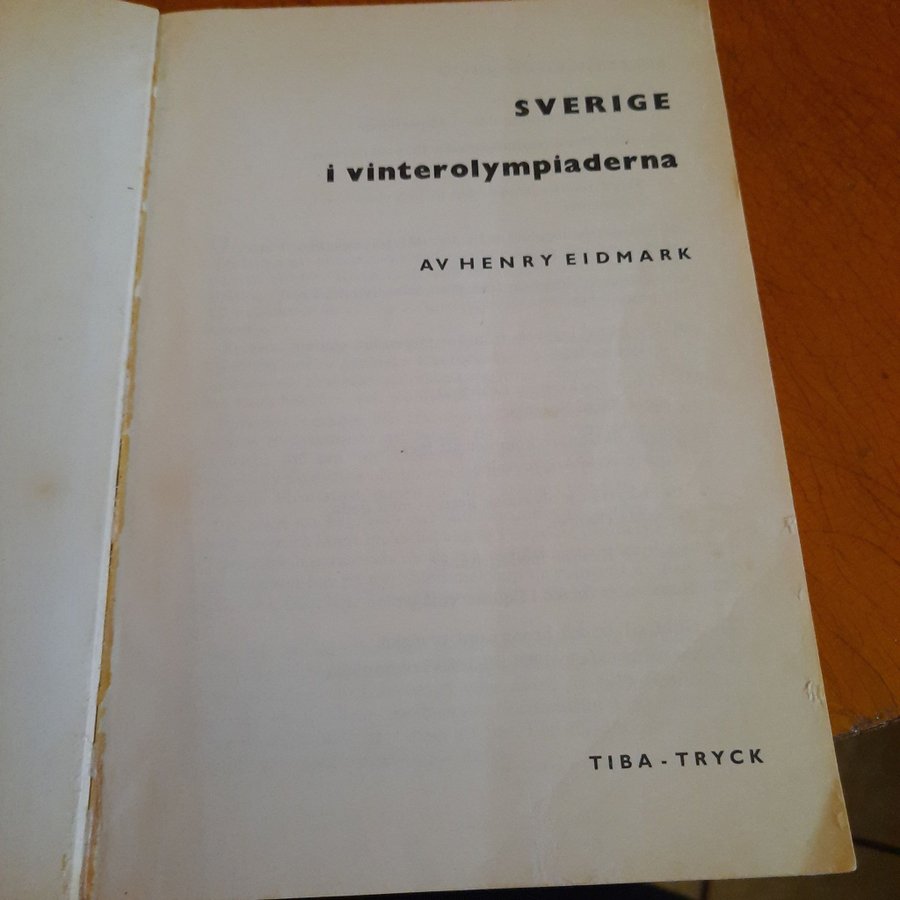 SVERIGE
i vinterolympiaderna
AV HENRY EIDMARK
TIBA-TRYCK